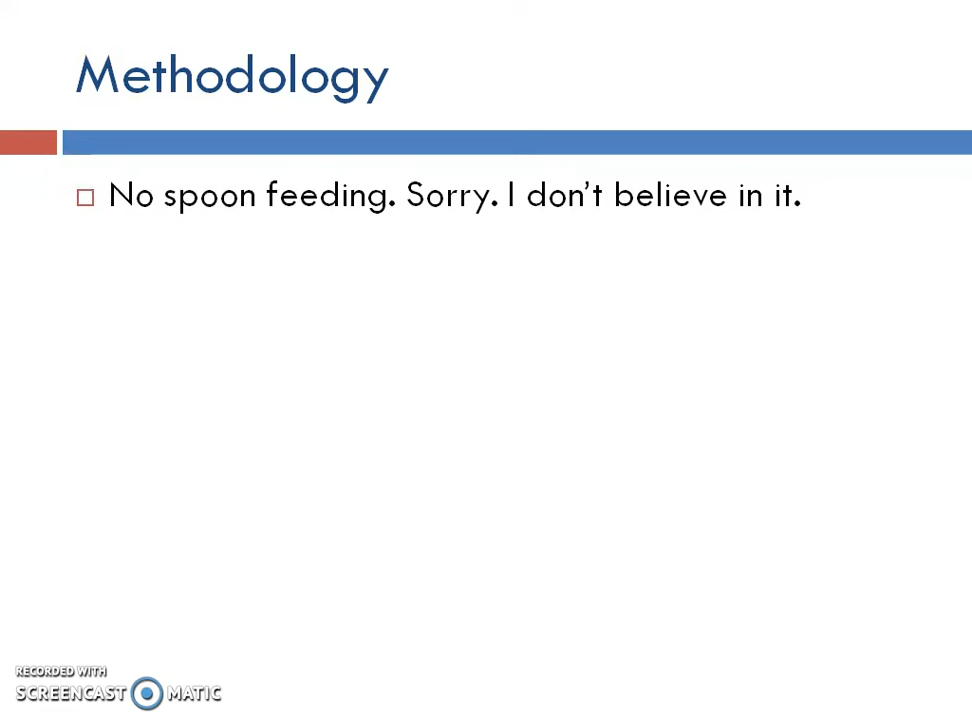 Methodology
No spoon feeding. Sorry. I don't believe in it.
RECORDED WITH
SCREENCAST MATIC